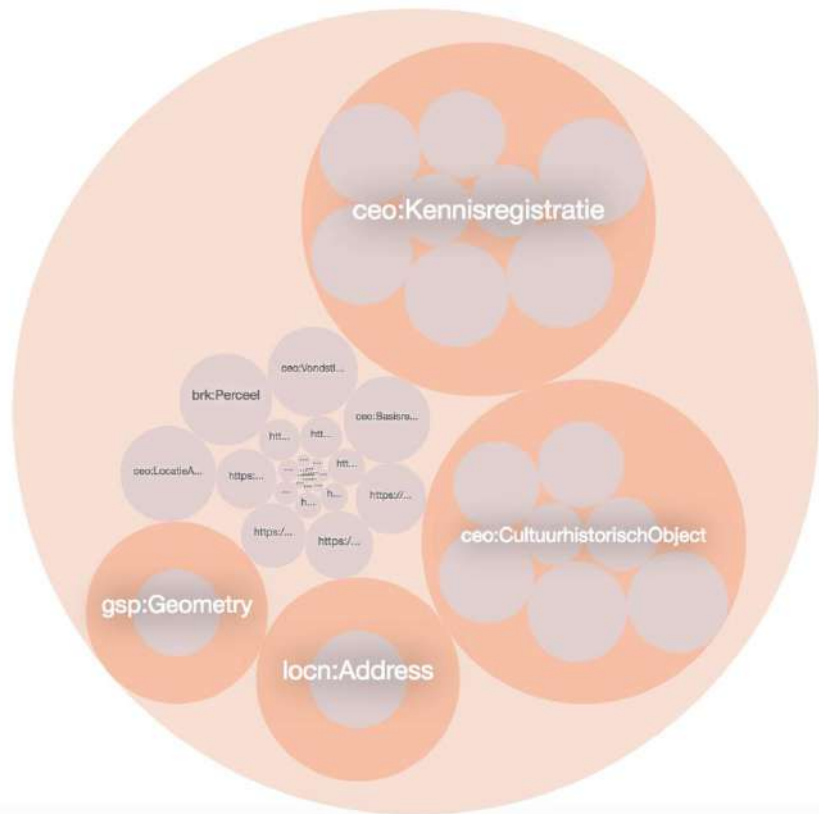 ceo:Kennisregistratie
ceo:Vondstl...
brk:Perceel
ceo:Basisre...
htt...
htt...
htt...
ceo:LocatieA...
https:...
h...
h...
https://...
https:/...
https:/...
ceo:CultuurhistorischObject
gsp:Geometry
locn:Address